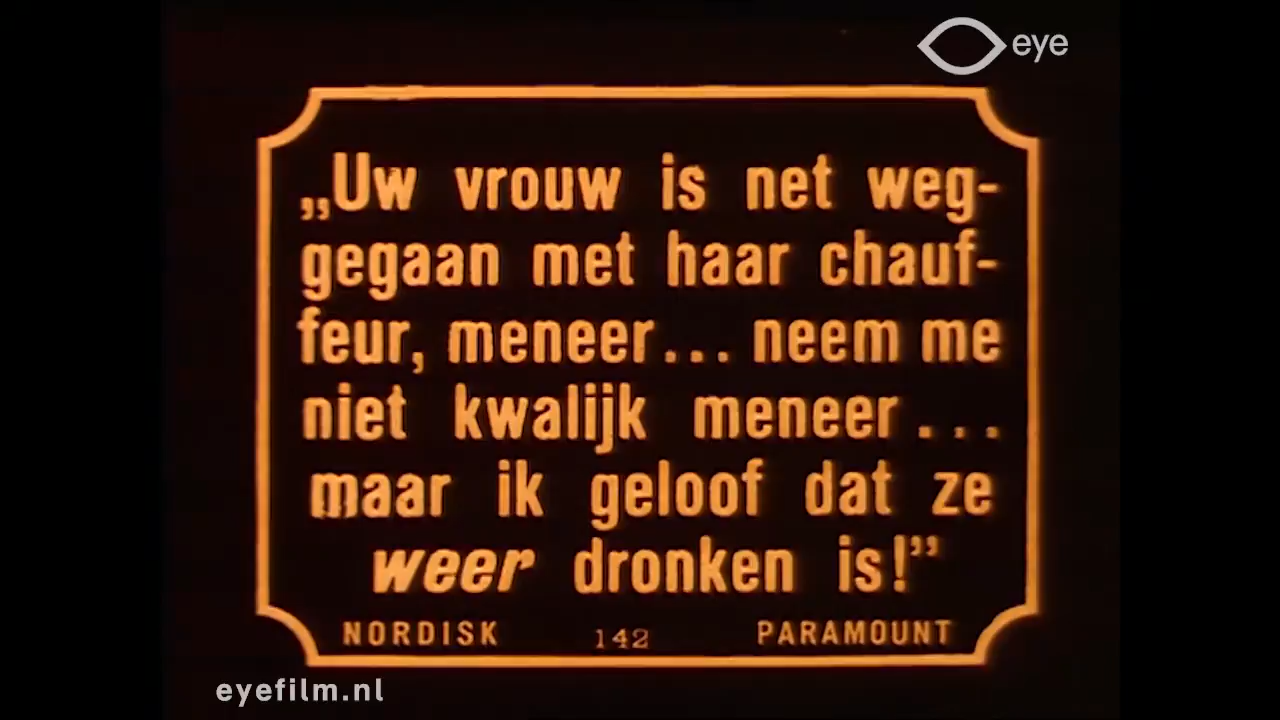 eye
„Uw vrouw is net weg-
gegaan met haar chauf-
feur, meneer... neem me
niet kwalijk meneer...
maar ik geloof dat ze
weer dronken is!”
NORDISK 142 PARAMOUNT
eyefilm.nl